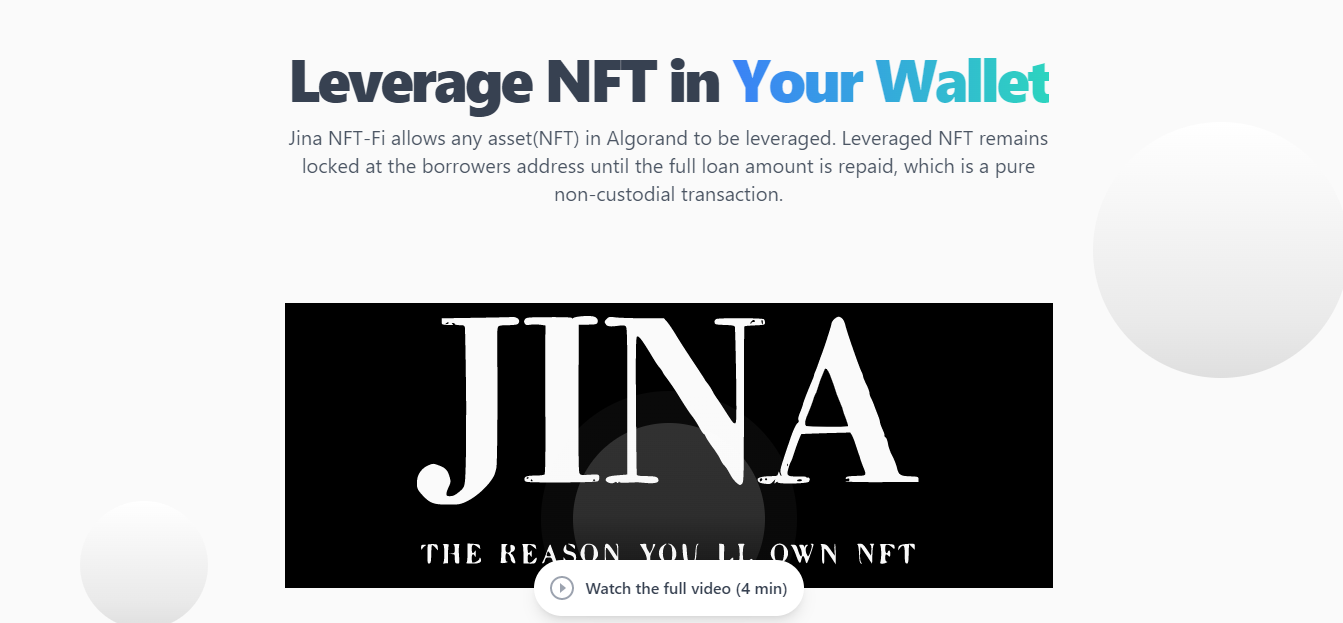 Leverage NFT in Your Wallet
Jina NFT-Fi allows any asset(NFT) in Algorand to be leveraged. Leveraged NFT remains
locked at the borrowers address until the full loan amount is repaid, which is a pure
non-custodial transaction.
JINA
THE REASON YOU LL OWN NFT
Watch the full video (4 min)